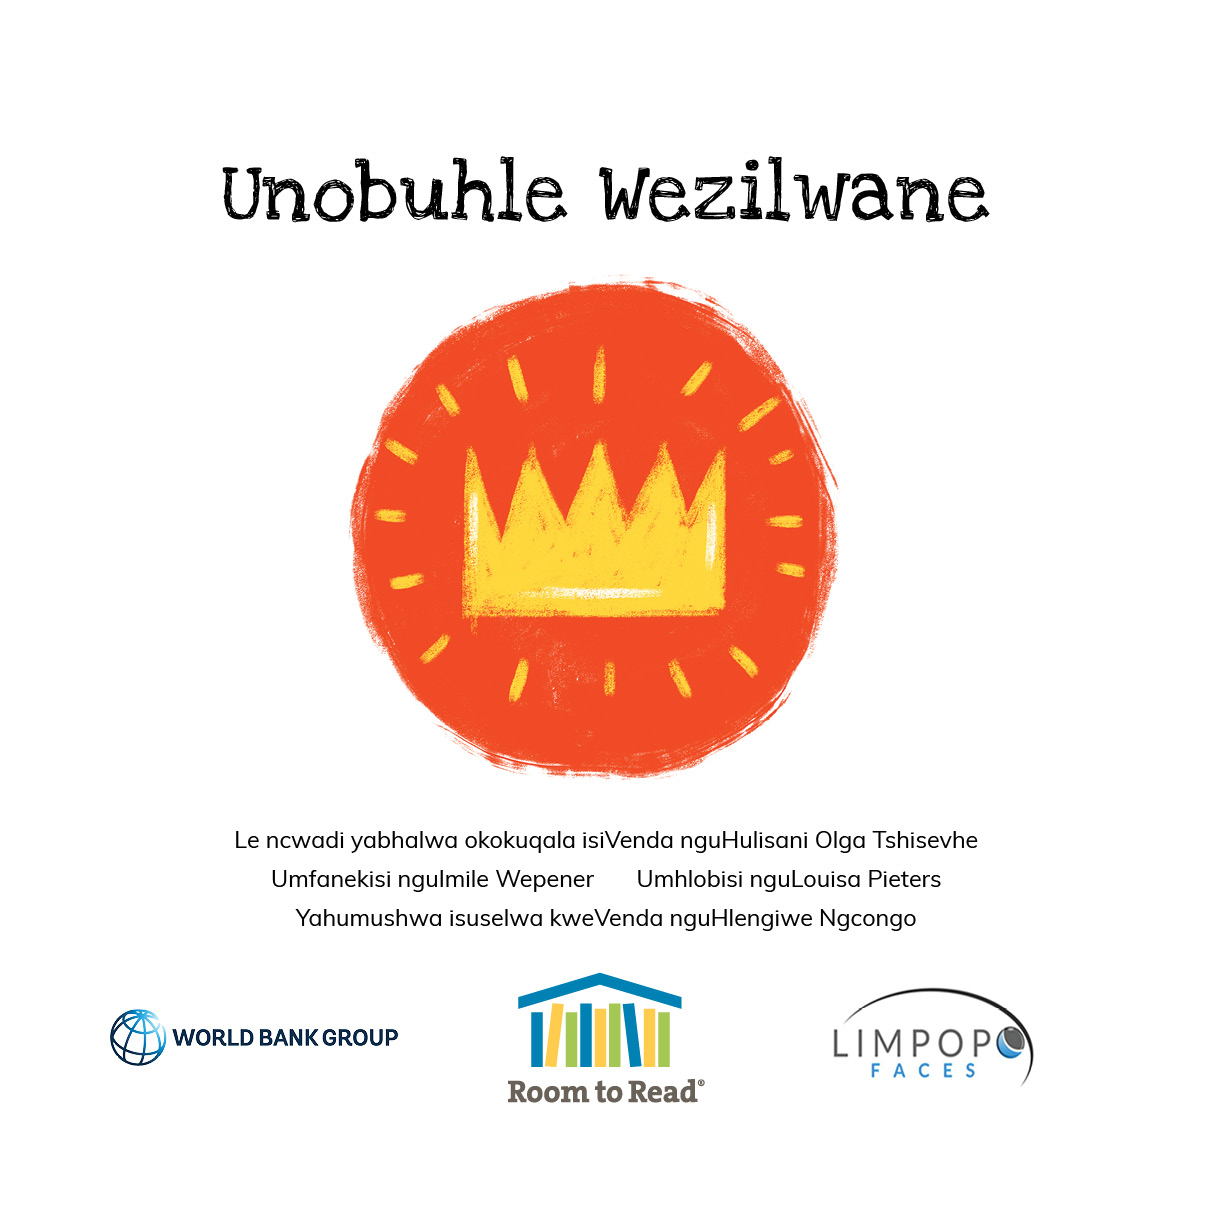 Unobuhle Wezilwane
Le ncwadi yabhalwa okokuqala isiVenda nguHulisani Olga Tshisevhe
Umfanekisi nguImile Wepener Umhlobisi nguLouisa Pieters
Yahumushwa isuselwa kweVenda nguHlengiwe Ngcongo
WORLD BANK GROUP
Room to Read®
LIMPOPO
FACES